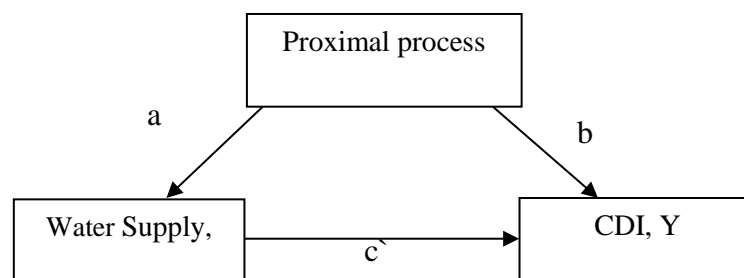 Proximal process
a
b
Water Supply,
CDI, Y
c`